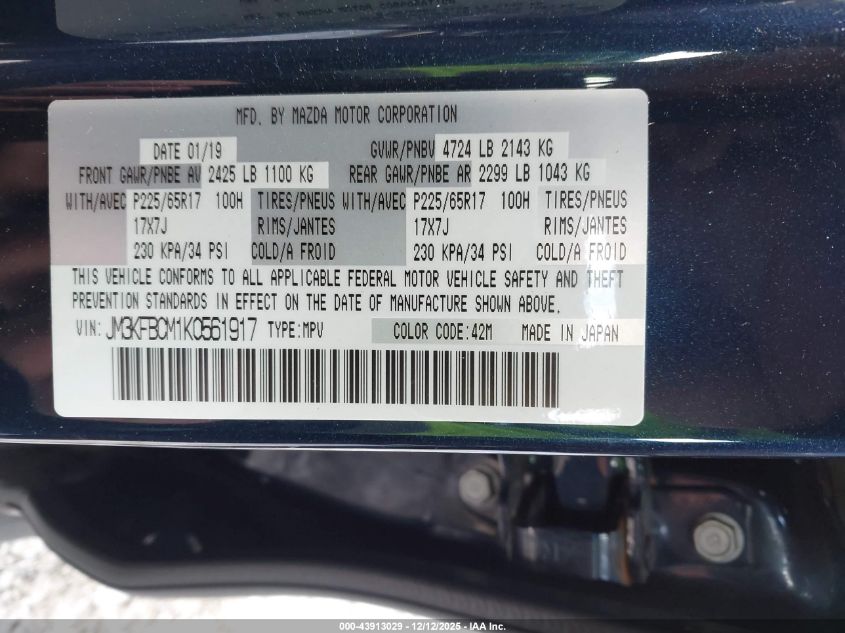 MFD. BY MAZDA MOTOR CORPORATION
DATE 01/19 GVWR/PNBV 4724 LB 2143 KG
FRONT GAWR/PNBE AV 2425 LB 1100 KG REAR GAWR/PNBE AR 2299 LB 1043 KG
WITH/AVEC P225/65R17 100H TIRES/PNEUS WITH/AVEC P225/65R17 100H TIRES/PNEUS
17X7J RIMS/JANTES 17X7J RIMS/JANTES
230 KPA/34 PSI COLD/A FROID 230 KPA/34 PSI COLD/A FROID
THIS VEHICLE CONFORMS TO ALL APPLICABLE FEDERAL MOTOR VEHICLE SAFETY AND THEFT
PREVENTION STANDARDS IN EFFECT ON THE DATE OF MANUFACTURE SHOWN ABOVE.
VIN: JM3KFBCM1K0561917 TYPE:MPV COLOR CODE:42M MADE IN JAPAN
000-43913029 - 12/12/2025 - IAA Inc.